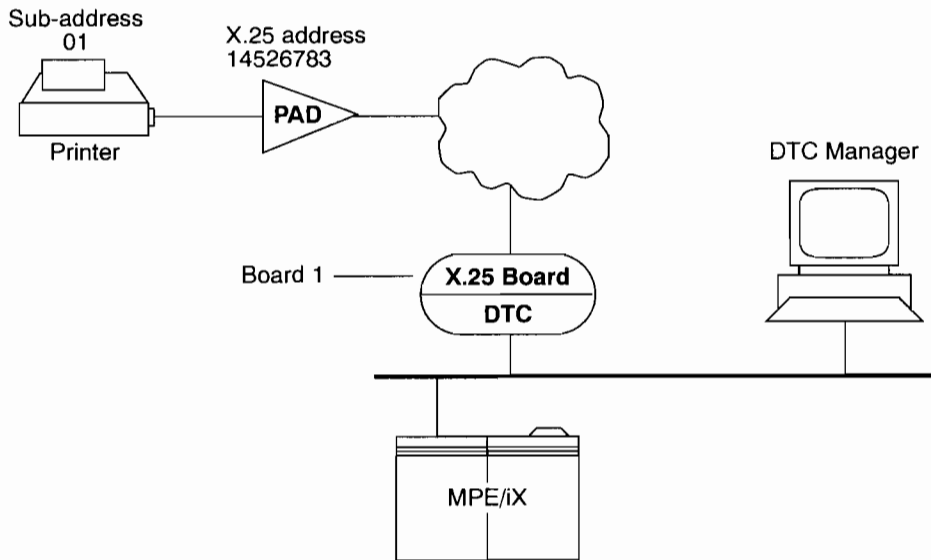 Sub-address
01
X.25 address
14526783
PAD
Printer
DTC Manager
Board 1
X.25 Board
DTC
MPE/iX